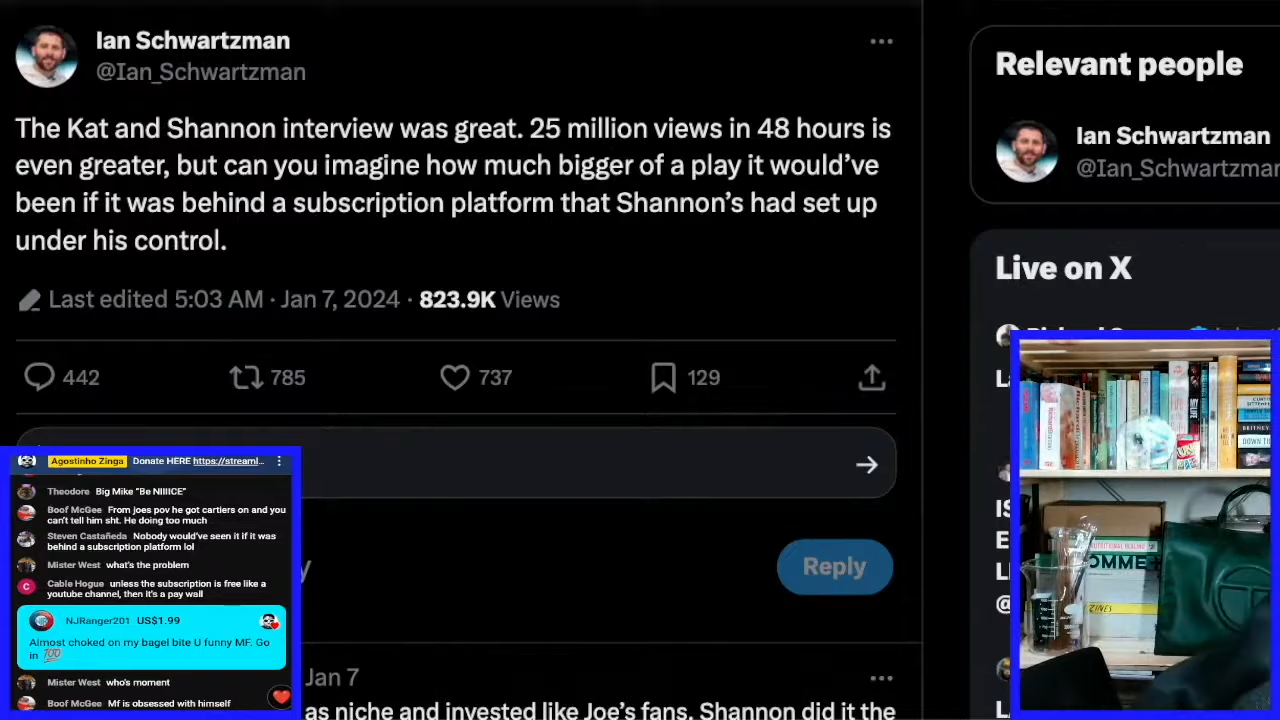 Ian Schwartzman
@Ian_Schwartzman
The Kat and Shannon interview was great. 25 million views in 48 hours is
even greater, but can you imagine how much bigger of a play it would’ve
been if it was behind a subscription platform that Shannon’s had set up
under his control.
Last edited 5:03 AM · Jan 7, 2024 · 823.9K Views
442
785
737
129
Reply
Jan 7
as niche and invested like Joe’s fans. Shannon did it the
Relevant people
Ian Schwartzman
Live on X
Agostinho Zinga Donate HERE https://streaml...
Theodore Big Mike “Be NIIIICE”
Boof McGee From joes pov he got cartiers on and you
can’t tell him sht. He doing too much
Steven Castañeda Nobody would’ve seen it if it was
behind a subscription platform lol
Mister West what’s the problem
C
Cable Hogue unless the subscription is free like a
youtube channel, then it’s a pay wall
NJRanger201 US$1.99
Almost choked on my bagel bite U funny MF. Go
in 💯
Mister West who’s moment
Boof McGee Mf is obsessed with himself